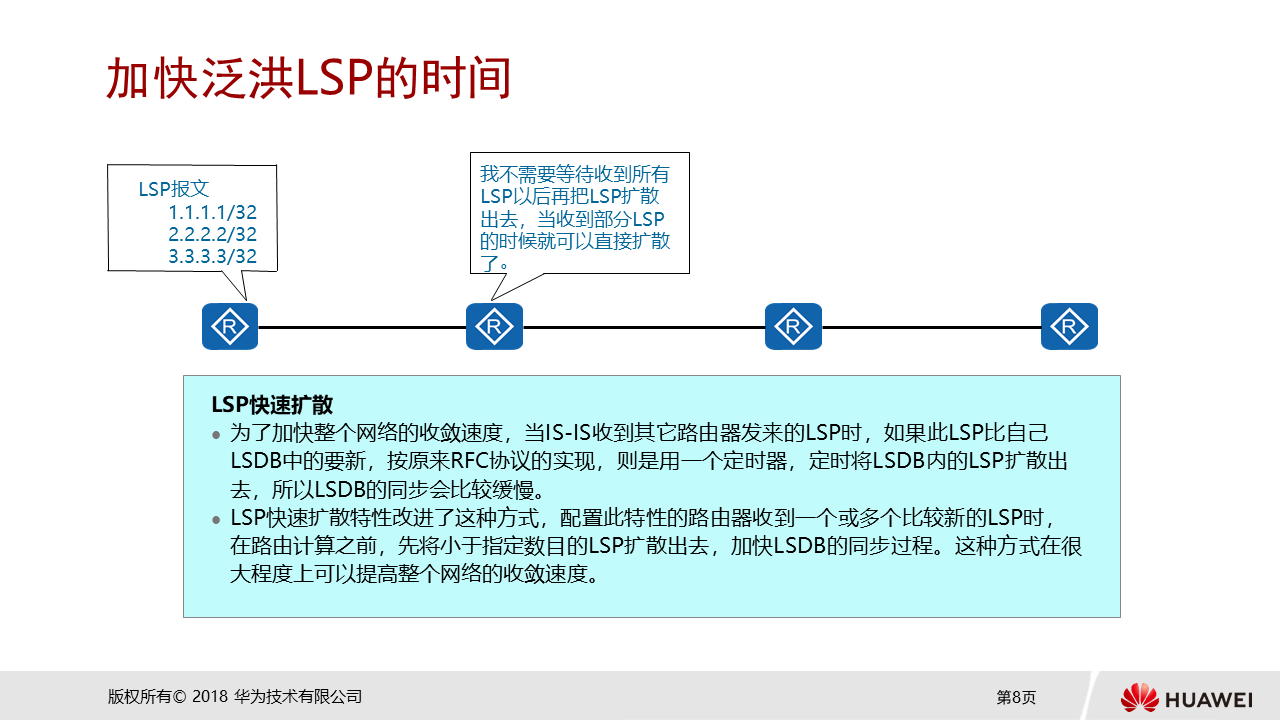 加快泛洪LSP的时间
LSP报文
1.1.1.1/32
2.2.2.2/32
3.3.3.3/32
我不需要等待收到所有
LSP以后再把LSP扩散
出去，当收到部分LSP
的时候就可以直接扩散
了。
R
R
R
R
LSP快速扩散
● 为了加快整个网络的收敛速度，当IS-IS收到其它路由器发来的LSP时，如果此LSP比自己
LSDB中的要新，按原来RFC协议的实现，则是用一个定时器，定时将LSDB内的LSP扩散出
去，所以LSDB的同步会比较缓慢。
● LSP快速扩散特性改进了这种方式，配置此特性的路由器收到一个或多个比较新的LSP时，
在路由计算之前，先将小于指定数目的LSP扩散出去，加快LSDB的同步过程。这种方式在很
大程度上可以提高整个网络的收敛速度。
版权所有© 2018 华为技术有限公司
第8页
HUAWEI